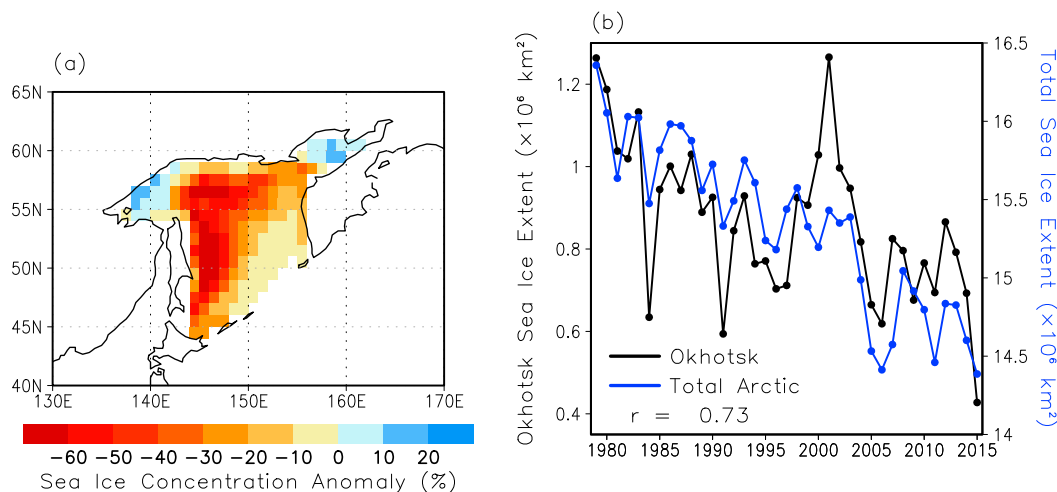 (a)
65N
60N
55N
50N
45N
40N
130E 140E 150E 160E 170E
−60 −50 −40 −30 −20 −10 0 10 20
Sea Ice Concentration Anomaly (%)
(b)
Okhotsk Sea Ice Extent (×10⁶ km²)
1.2
1
0.8
0.6
0.4
Okhotsk
Total Arctic
r = 0.73
1980 1985 1990 1995 2000 2005 2010 2015
16.5
16
15.5
15
14.5
14
Total Sea Ice Extent (×10⁶ km²)